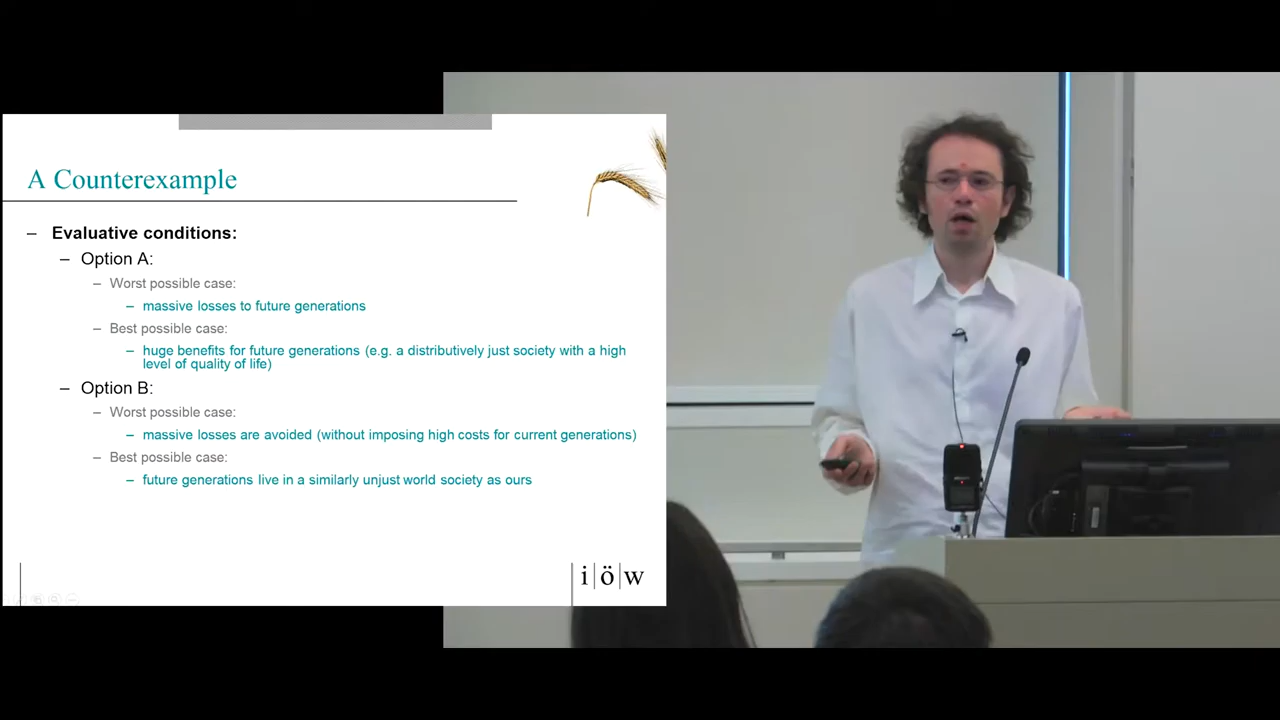 A Counterexample
– Evaluative conditions:
– Option A:
– Worst possible case:
– massive losses to future generations
– Best possible case:
– huge benefits for future generations (e.g. a distributively just society with a high
level of quality of life)
– Option B:
– Worst possible case:
– massive losses are avoided (without imposing high costs for current generations)
– Best possible case:
– future generations live in a similarly unjust world society as ours
i|ö|w